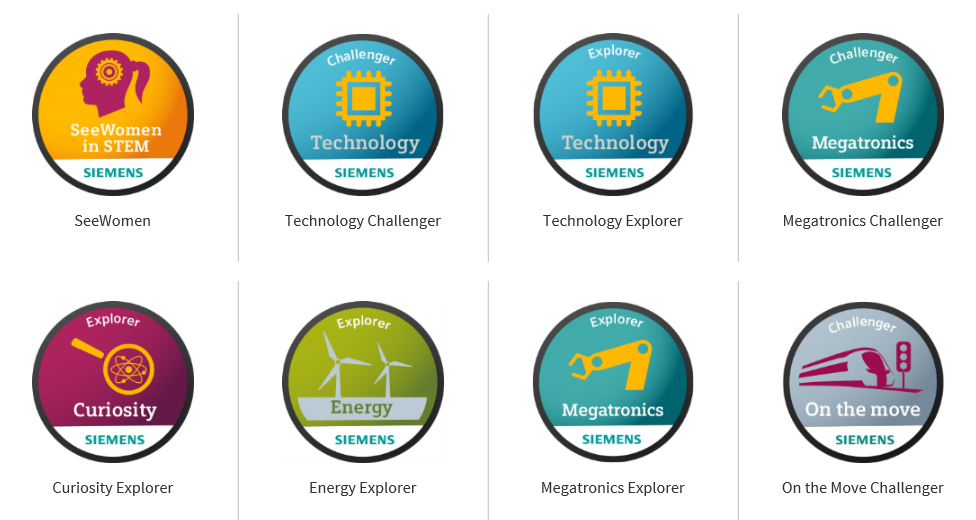 SeeWomen
in STEM
SIEMENS
SeeWomen
Challenger
Technology
SIEMENS
Technology Challenger
Explorer
Technology
SIEMENS
Technology Explorer
Challenger
Megatronics
SIEMENS
Megatronics Challenger
Explorer
Curiosity
SIEMENS
Curiosity Explorer
Explorer
Energy
SIEMENS
Energy Explorer
Explorer
Megatronics
SIEMENS
Megatronics Explorer
Challenger
On the move
SIEMENS
On the Move Challenger